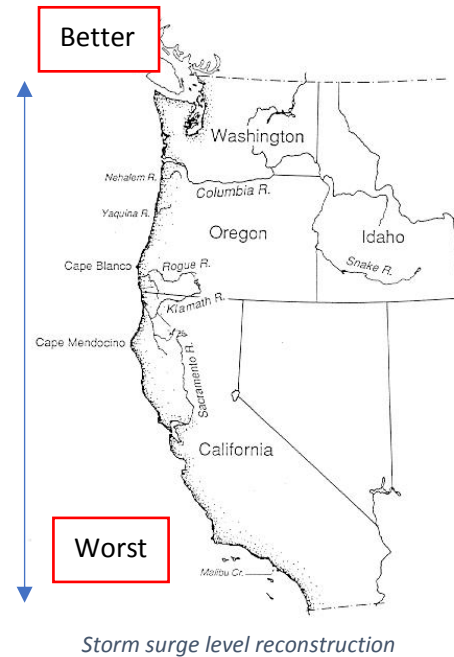 Better
Washington
Nehalem R.
Columbia R.
Yaquina R.
Oregon
Idaho
Cape Blanco
Rogue R.
Snake R.
Klamath R.
Cape Mendocino
Sacramento R.
California
Worst
Malibu Cr.
Storm surge level reconstruction